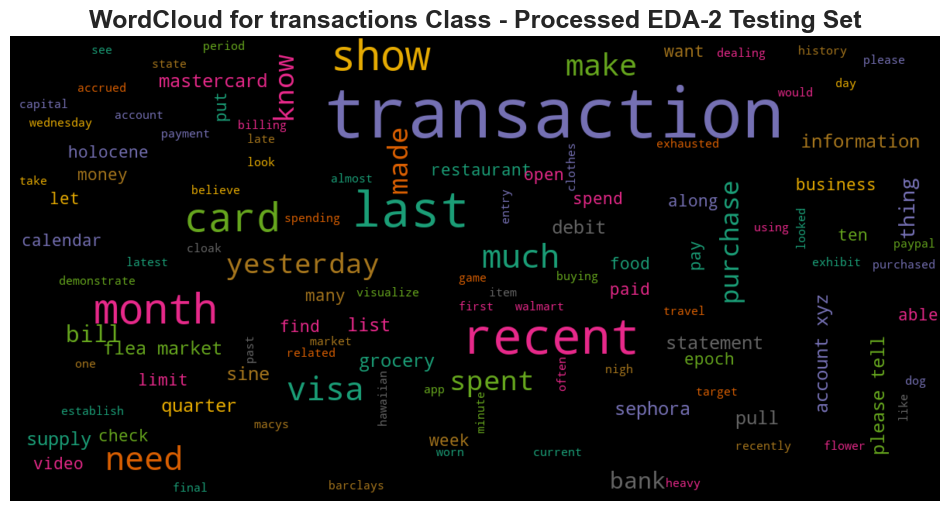 WordCloud for transactions Class - Processed EDA-2 Testing Set
see
period
show
make
want
dealing
history
please
state
accrued
mastercard
know
put
would
day
capital
account
transaction
wednesday
payment
billing
late
holocene
look
made
restaurant
open
clothes
exhausted
information
money
take
let
believe
almost
card
spending
last
entry
spend
along
purchase
business
thing
calendar
cloak
yesterday
much
debit
food
pay
using
looked
ten
paypal
latest
demonstrate
many
visualize
game
item
buying
paid
exhibit
purchased
month
find
list
first
walmart
travel
account xyz
able
bill
flea market
one
past
market
related
grocery
recent
statement
epoch
please tell
limit
sine
visa
hawaiian
app
spent
often
nigh
target
dog
establish
quarter
macys
minute
sephora
pull
like
supply
check
week
worn
current
recently
flower
video
need
final
barclays
bank
heavy